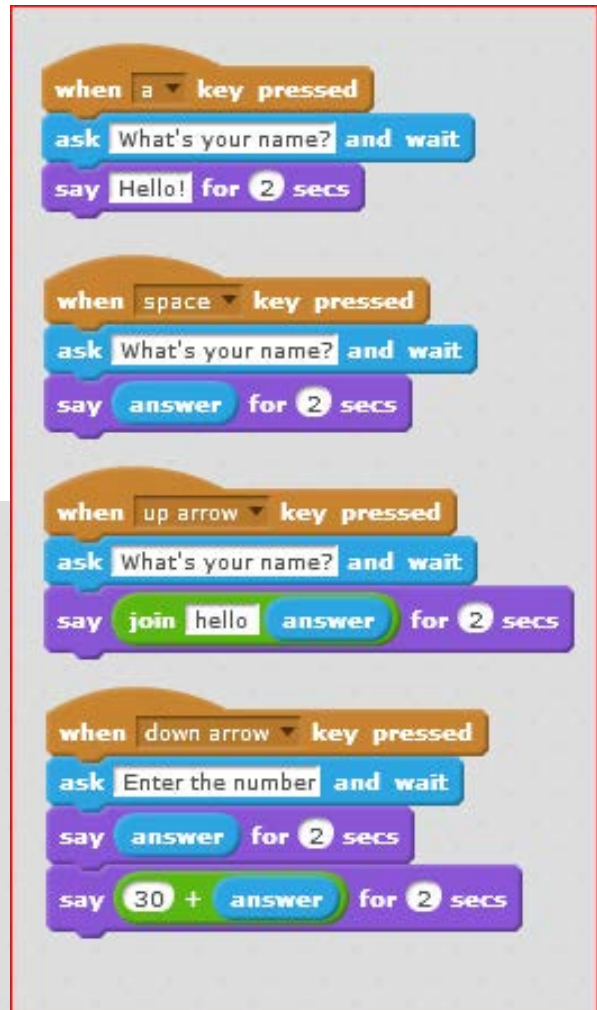 when a key pressed
ask What's your name? and wait
say Hello! for 2 secs
when space key pressed
ask What's your name? and wait
say answer for 2 secs
when up arrow key pressed
ask What's your name? and wait
say join hello answer for 2 secs
when down arrow key pressed
ask Enter the number and wait
say answer for 2 secs
say 30 + answer for 2 secs